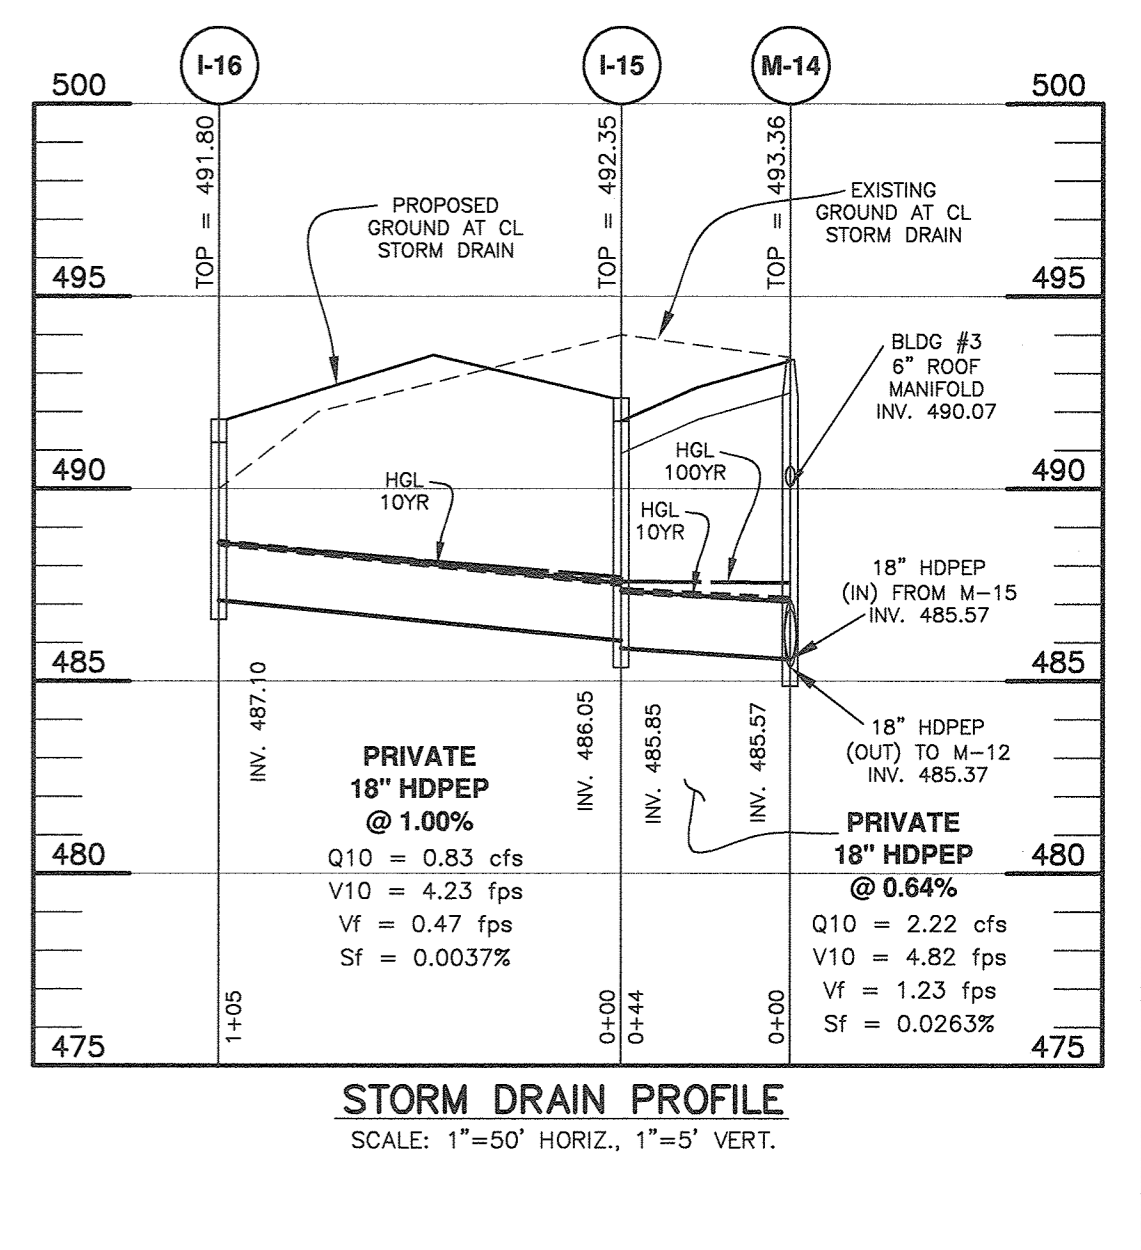 I-16
I-15
M-14
500
500
TOP = 491.80
TOP = 492.35
TOP = 493.36
PROPOSED
GROUND AT CL
STORM DRAIN
EXISTING
GROUND AT CL
STORM DRAIN
495
495
BLDG #3
6" ROOF
MANIFOLD
INV. 490.07
490
490
HGL
10YR
HGL
100YR
HGL
10YR
18" HDPEP
(IN) FROM M-15
INV. 485.57
485
485
INV. 487.10
INV. 486.05
INV. 485.85
INV. 485.57
18" HDPEP
(OUT) TO M-12
INV. 485.37
PRIVATE
18" HDPEP
@ 1.00%
Q10 = 0.83 cfs
V10 = 4.23 fps
Vf = 0.47 fps
Sf = 0.0037%
PRIVATE
18" HDPEP
@ 0.64%
Q10 = 2.22 cfs
V10 = 4.82 fps
Vf = 1.23 fps
Sf = 0.0263%
480
480
1+05
0+00
0+44
0+00
475
475
STORM DRAIN PROFILE
SCALE: 1"=50' HORIZ., 1"=5' VERT.